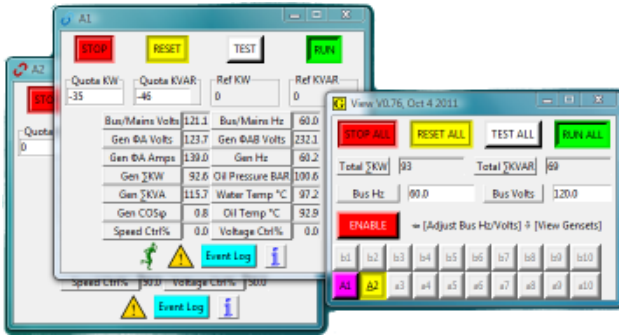 A1
STOP RESET TEST RUN
Quota KW Quota KVAR Ref KW Ref KVAR
-35 -46 0 0
Bus/Mains Volts 121.1 Bus/Mains Hz 60.0
Gen ΦA Volts 123.7 Gen ΦAB Volts 232.1
Gen ΦA Amps 139.0 Gen Hz 60.2
Gen ∑KW 92.6 Oil Pressure BAR 100.6
Gen ∑KVA 115.7 Water Temp °C 97.2
Gen COSφ 0.8 Oil Temp °C 92.9
Speed Ctrl% 0.0 Voltage Ctrl% 0.0
Event Log i
A2
Quota
0
Speed Ctrl% 50.0 Voltage Ctrl% 50.0
Event Log i
View V0.76, Oct 4 2011
STOP ALL RESET ALL TEST ALL RUN ALL
Total ∑KW 93 Total ∑KVAR 69
Bus Hz 60.0 Bus Volts 120.0
ENABLE ⇐ [Adjust Bus Hz/Volts] ⇩ [View Gensets]
b1 b2 b3 b4 b5 b6 b7 b8 b9 b10
A1 A2 a3 a4 a5 a6 a7 a8 a9 a10